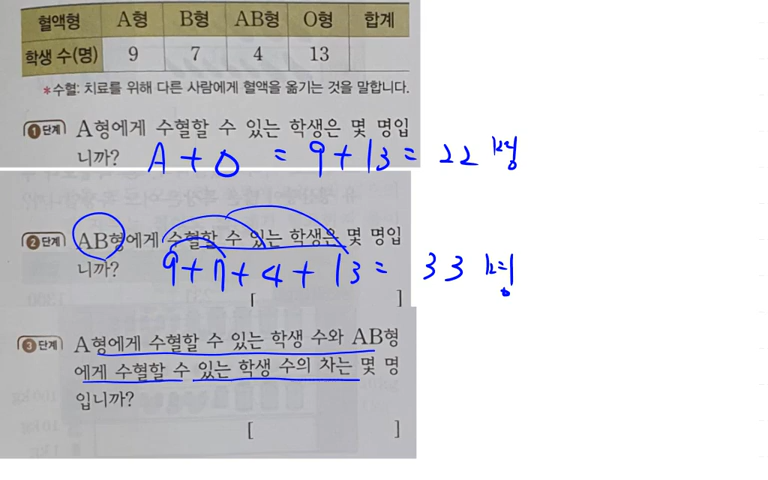 혈액형 A형 B형 AB형 O형 합계
학생 수(명) 9 7 4 13
*수혈: 치료를 위해 다른 사람에게 혈액을 옮기는 것을 말합니다.
1단계 A형에게 수혈할 수 있는 학생은 몇 명입
니까? A + O = 9 + 13 = 22 명
2단계 AB형에게 수혈할 수 있는 학생은 몇 명입
니까? 9 + 7 + 4 + 13 = 33 명
[ ]
3단계 A형에게 수혈할 수 있는 학생 수와 AB형
에게 수혈할 수 있는 학생 수의 차는 몇 명
입니까?
[ ]